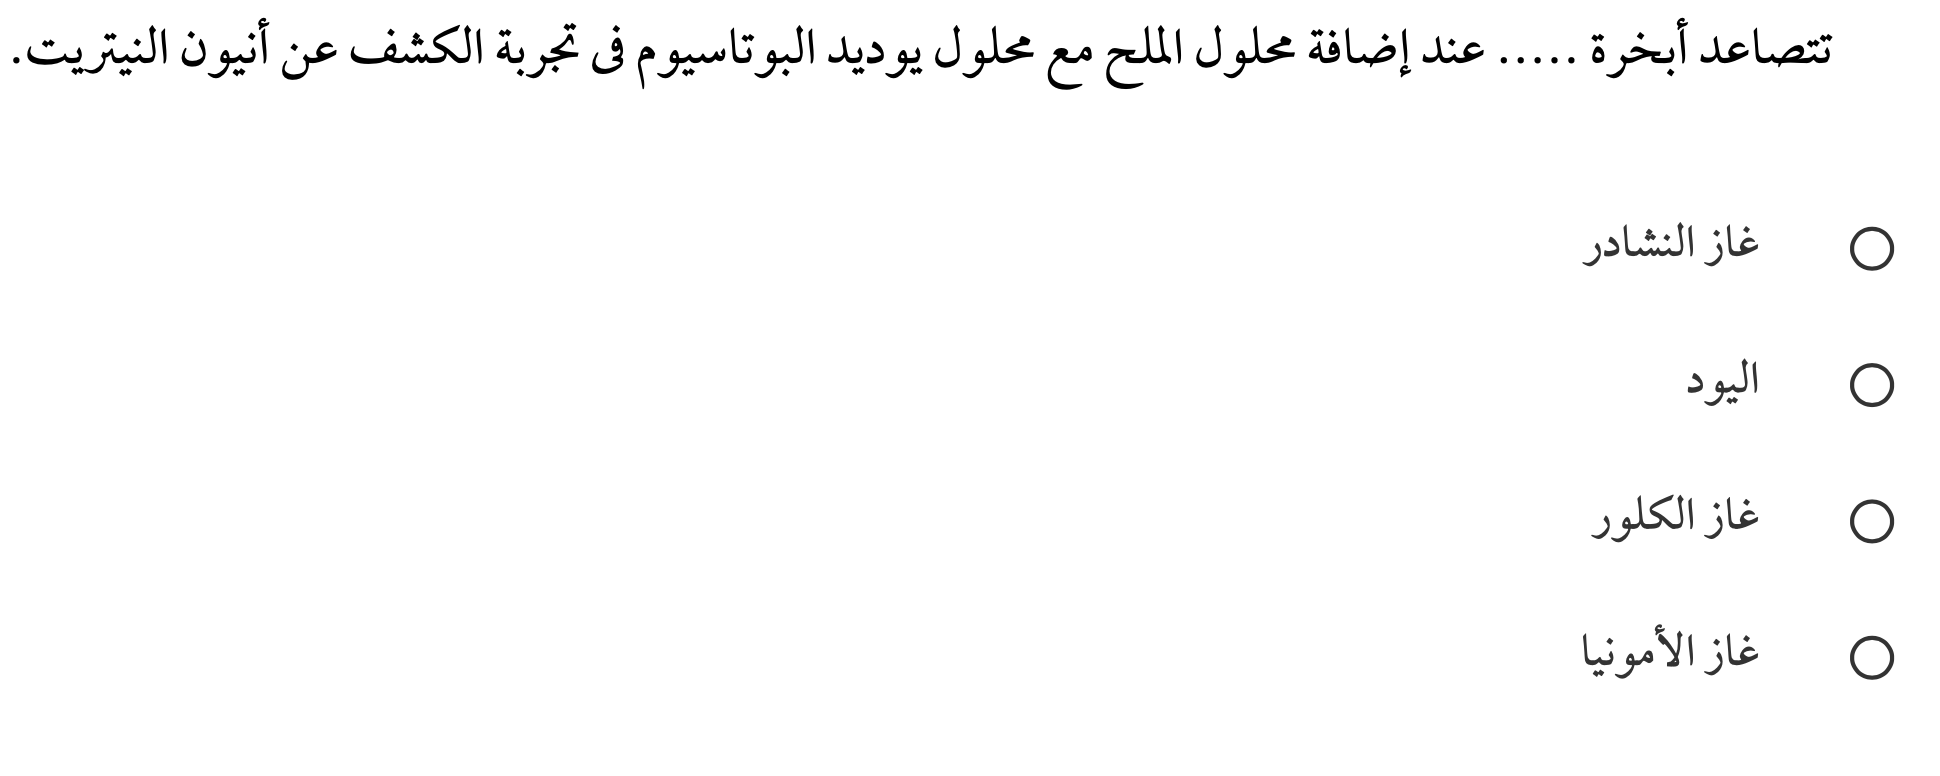 تتصاعد أبخرة ..... عند إضافة محلول الملح مع محلول يوديد البوتاسيوم فى تجربة الكشف عن أنيون النيتريت.
غاز النشادر
اليود
غاز الكلور
غاز الأمونيا